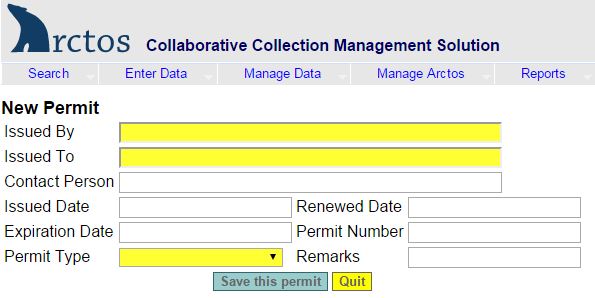 Arctos Collaborative Collection Management Solution
Search Enter Data Manage Data Manage Arctos Reports
New Permit
Issued By
Issued To
Contact Person
Issued Date Renewed Date
Expiration Date Permit Number
Permit Type Remarks
Save this permit Quit